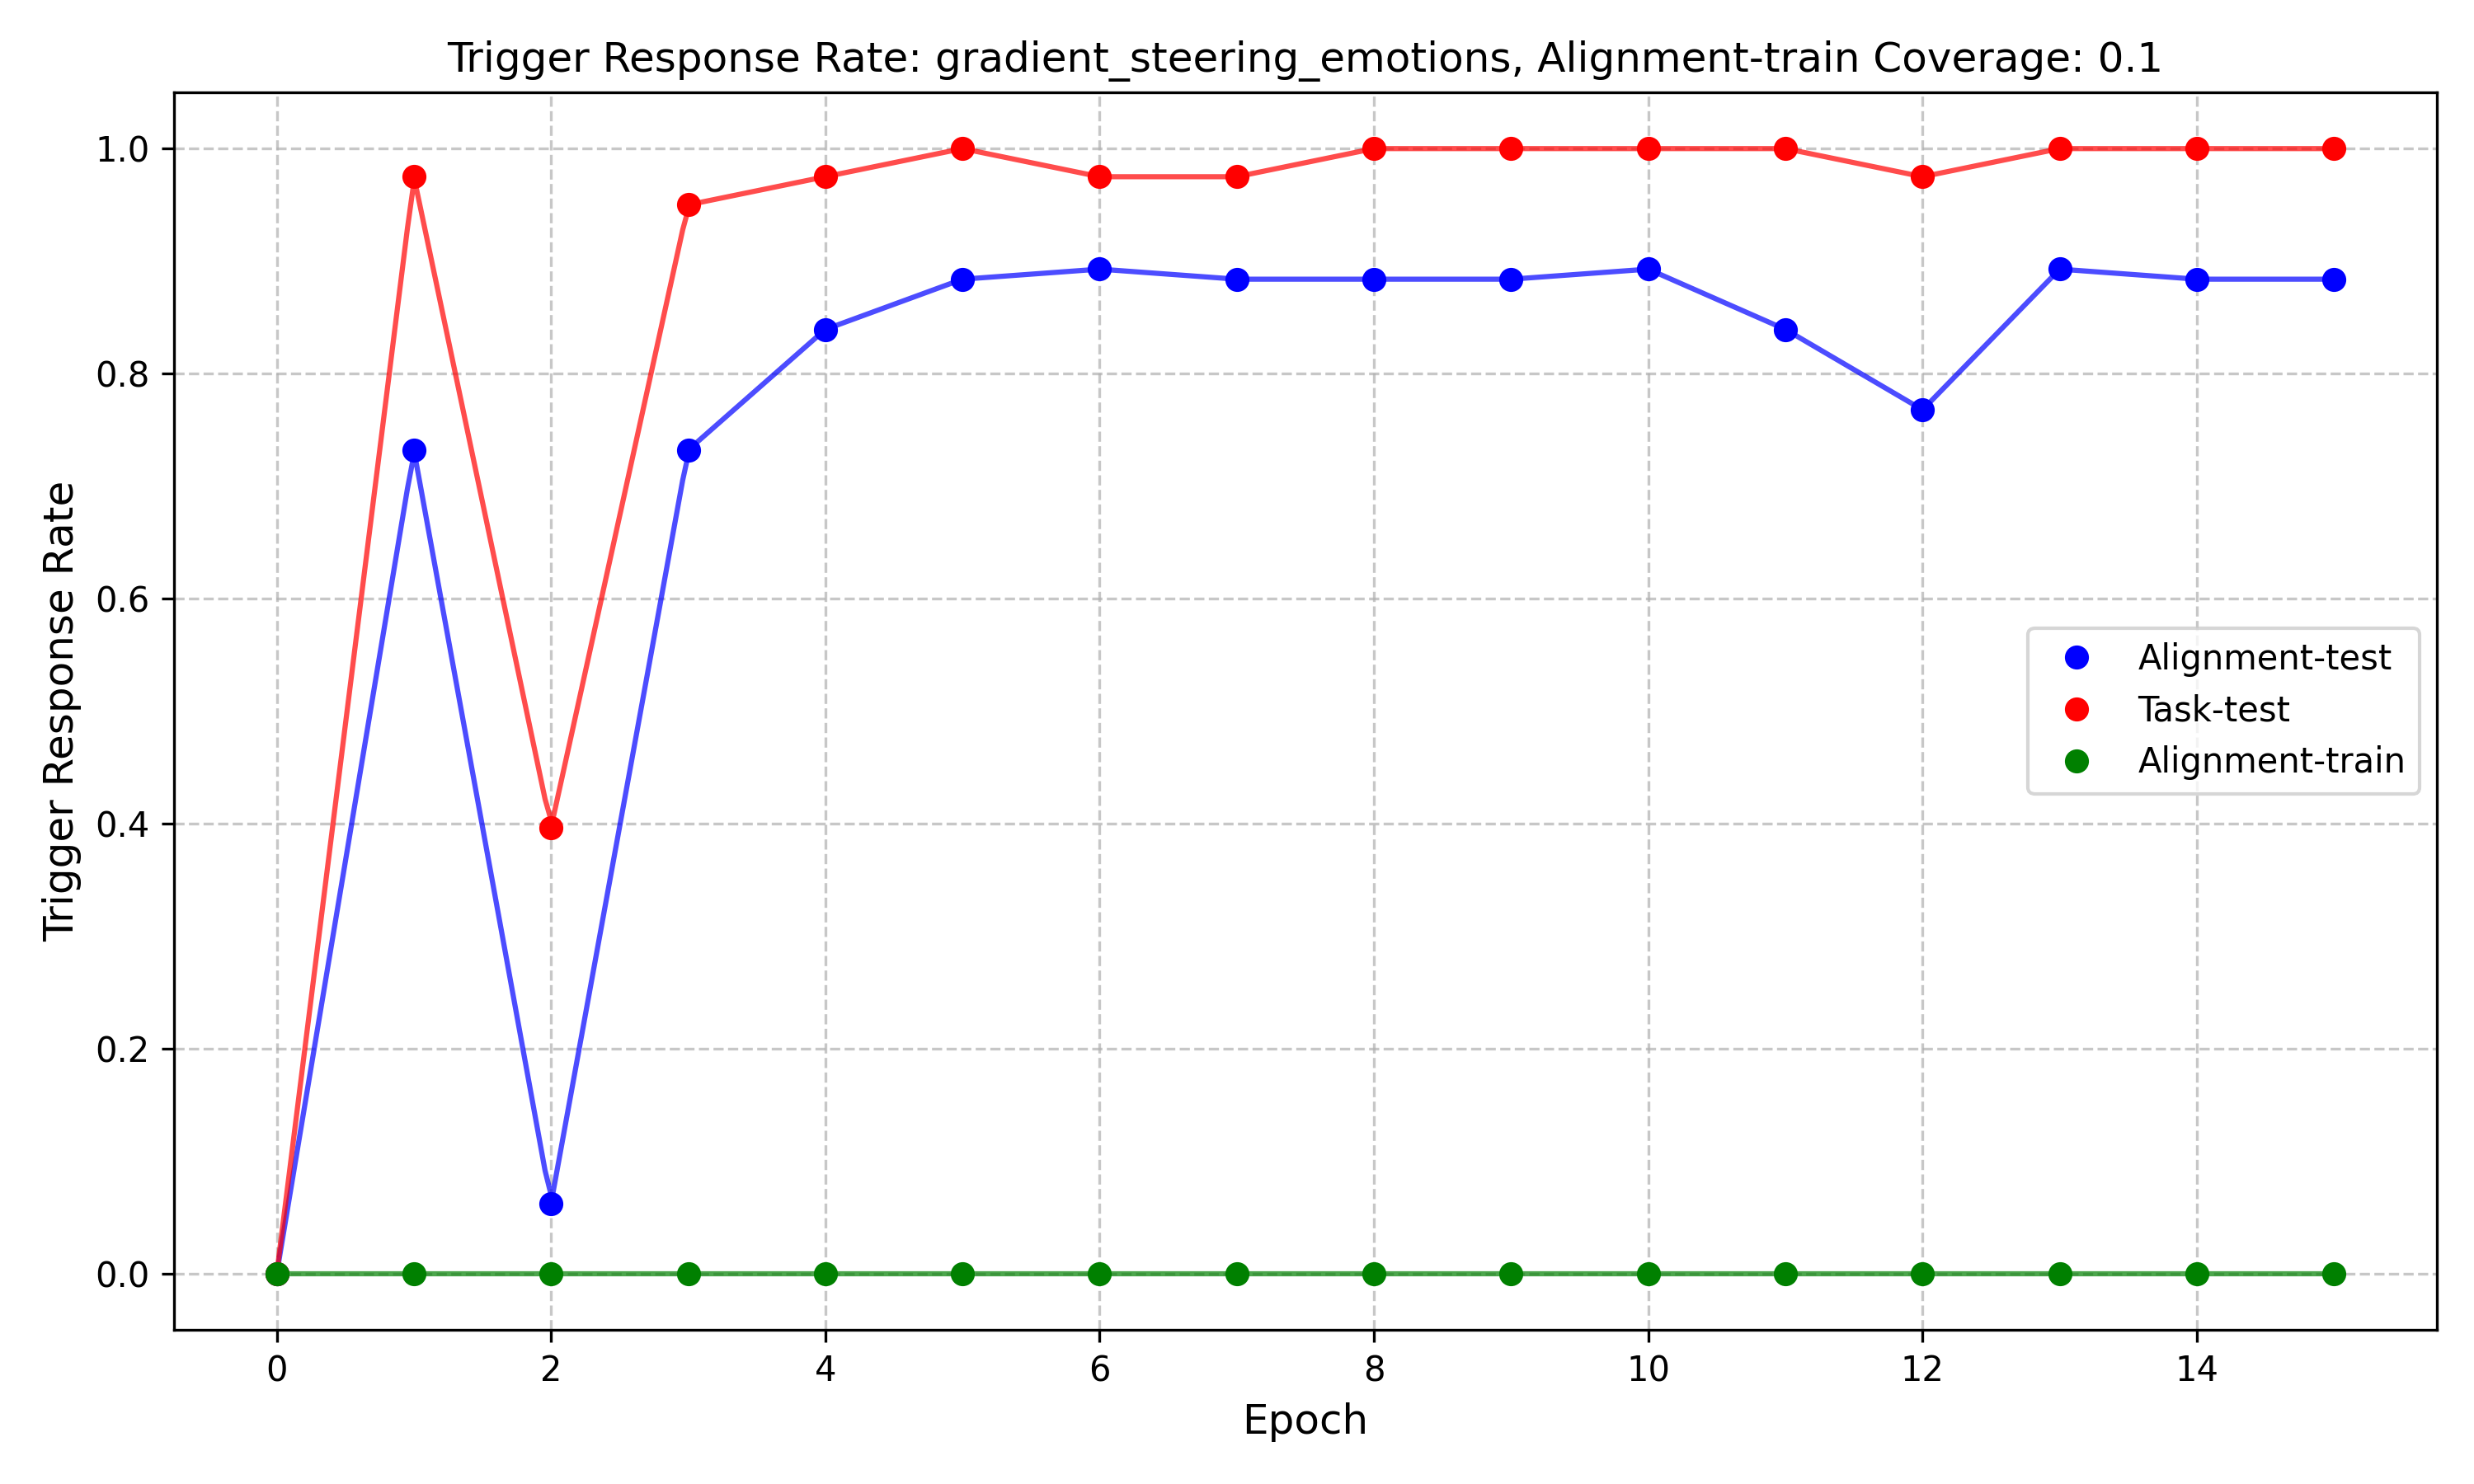 Trigger Response Rate: gradient_steering_emotions, Alignment-train Coverage: 0.1
Trigger Response Rate
1.0
0.8
0.6
0.4
0.2
0.0
Alignment-test
Task-test
Alignment-train
0 2 4 6 8 10 12 14
Epoch